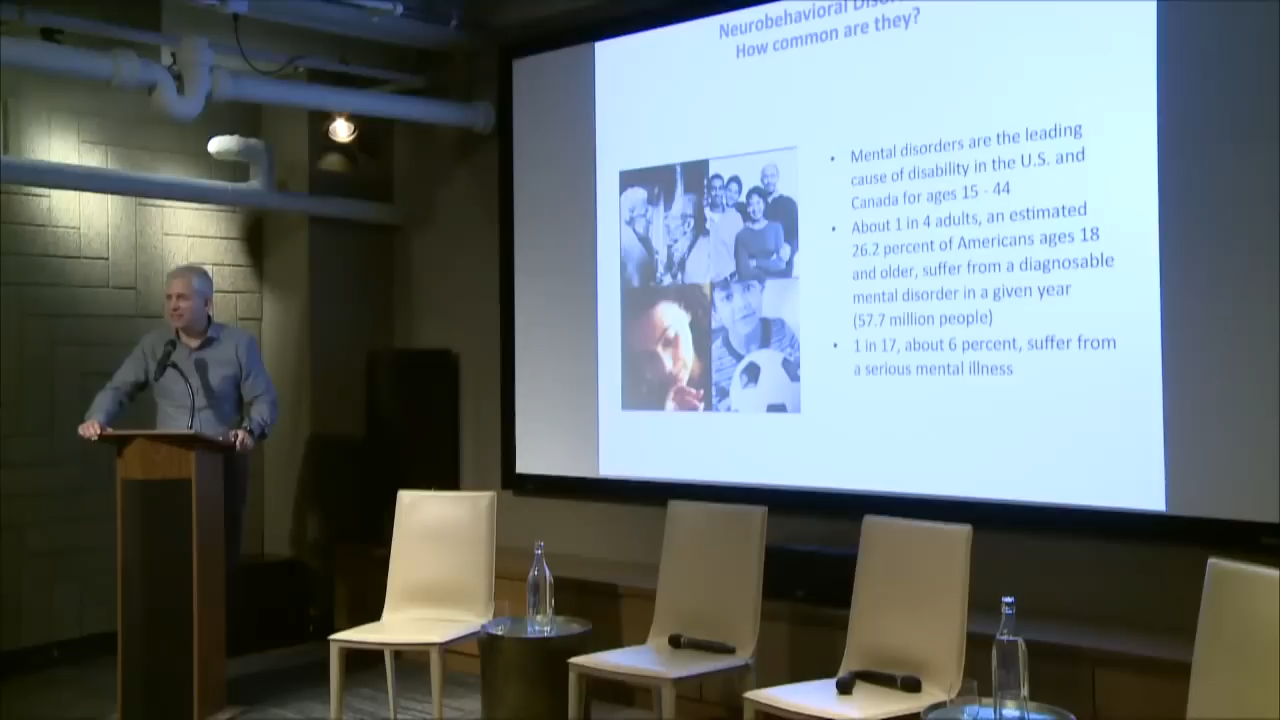 Neurobehavioral
How common are they?
• Mental disorders are the leading
cause of disability in the U.S. and
Canada for ages 15 - 44
• About 1 in 4 adults, an estimated
26.2 percent of Americans ages 18
and older, suffer from a diagnosable
mental disorder in a given year
(57.7 million people)
• 1 in 17, about 6 percent, suffer from
a serious mental illness